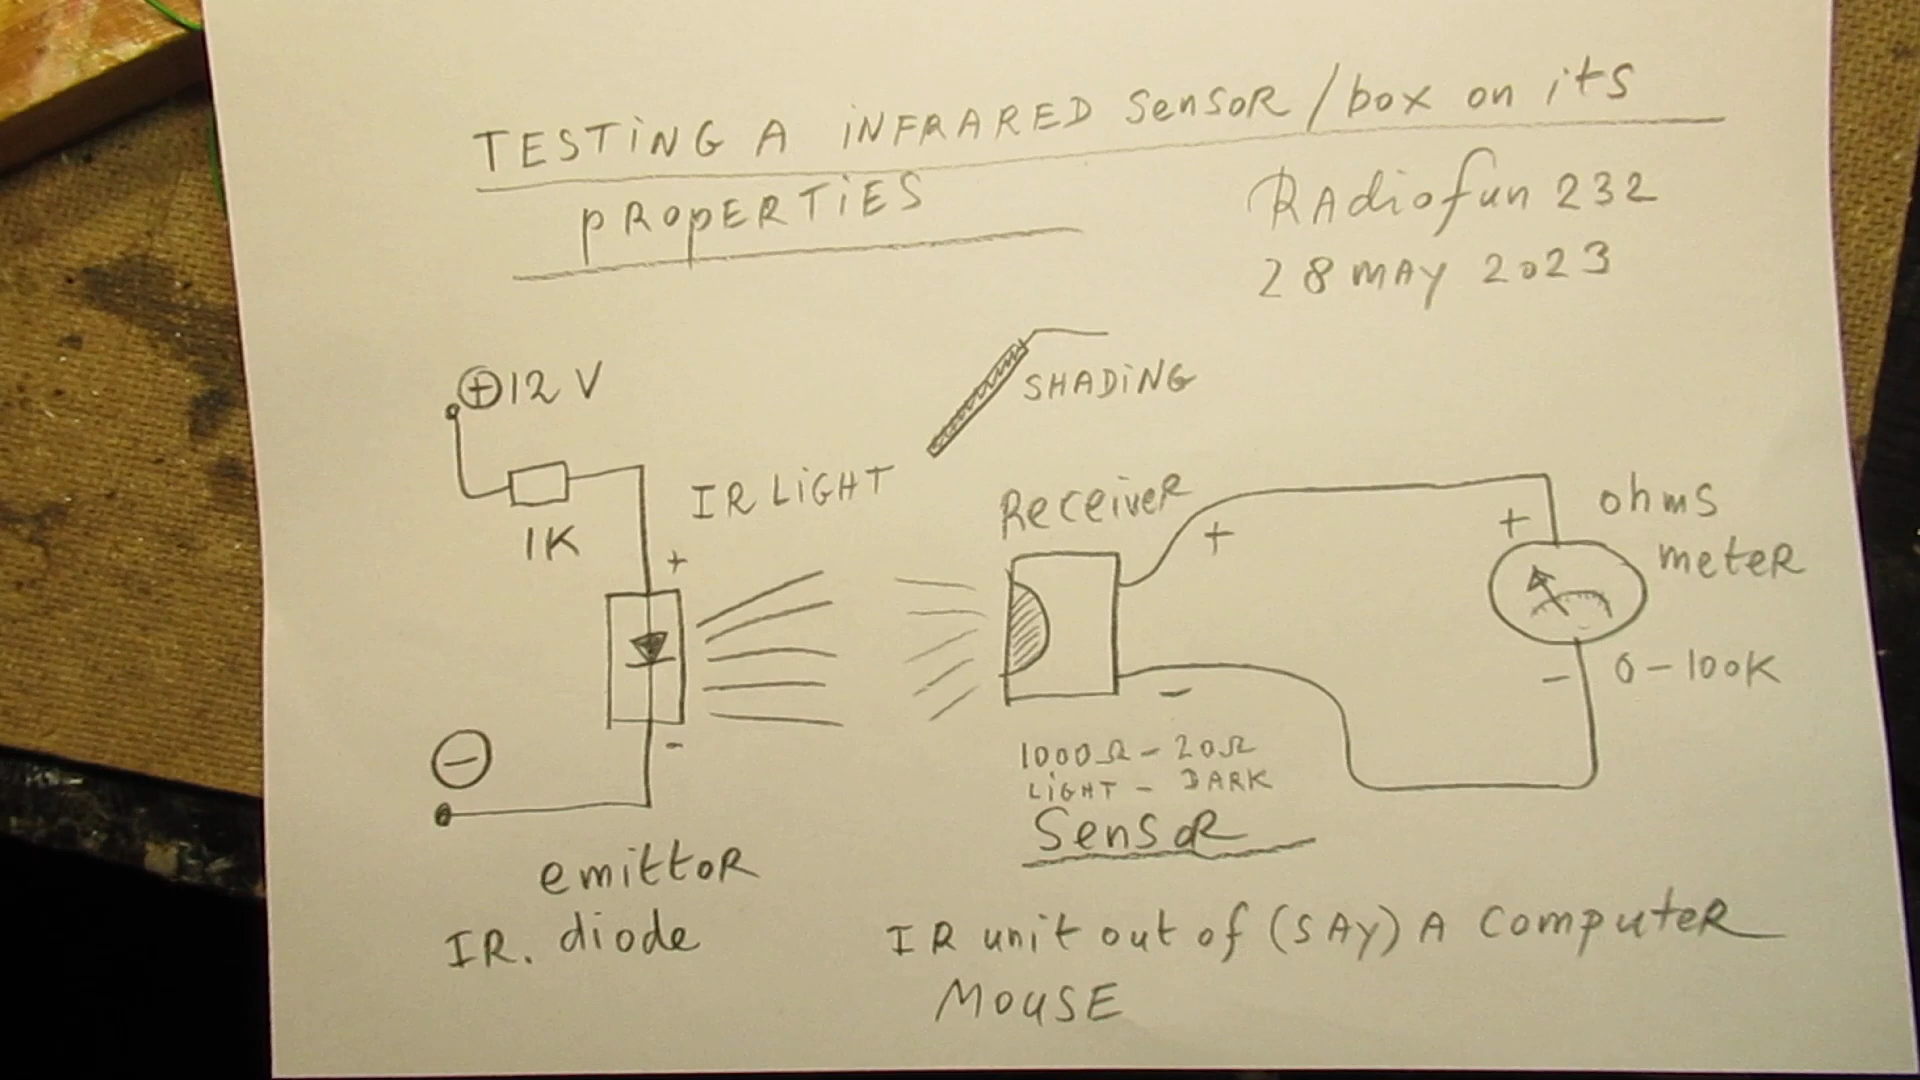 TESTiNG A iNFRARED SensoR/box on its
PROPERTiES
RAdiofun 232
28 MAY 2023
⊕12 V
SHADiNG
1K
IR LiGHT
+
-
⊖
ReceiveR
+
-
+
-
ohms
meteR
0-100K
1000Ω - 20Ω
LiGHT - DARK
SensoR
emittoR
IR. diode
IR unit out of (SAy) A computeR
MOUSE